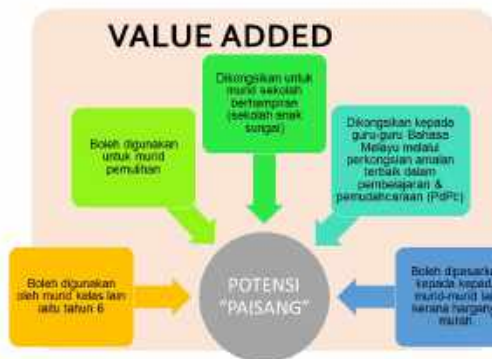 VALUE ADDED
Dikongsikan untuk
murid sekolah
berhampiran
(sekolah anak
sungai)
Boleh digunakan
untuk murid
pemulihan
Dikongsikan kepada
guru-guru Bahasa
Melayu melalui
perkongsian amalan
terbaik dalam
pembelajaran &
pemudahcaraan (PdPc)
Boleh digunakan
oleh murid kelas lain
iaitu tahun 6
POTENSI
"PAISANG"
Boleh dipasarkan
kepada kepada
murid-murid
kerana
murah.